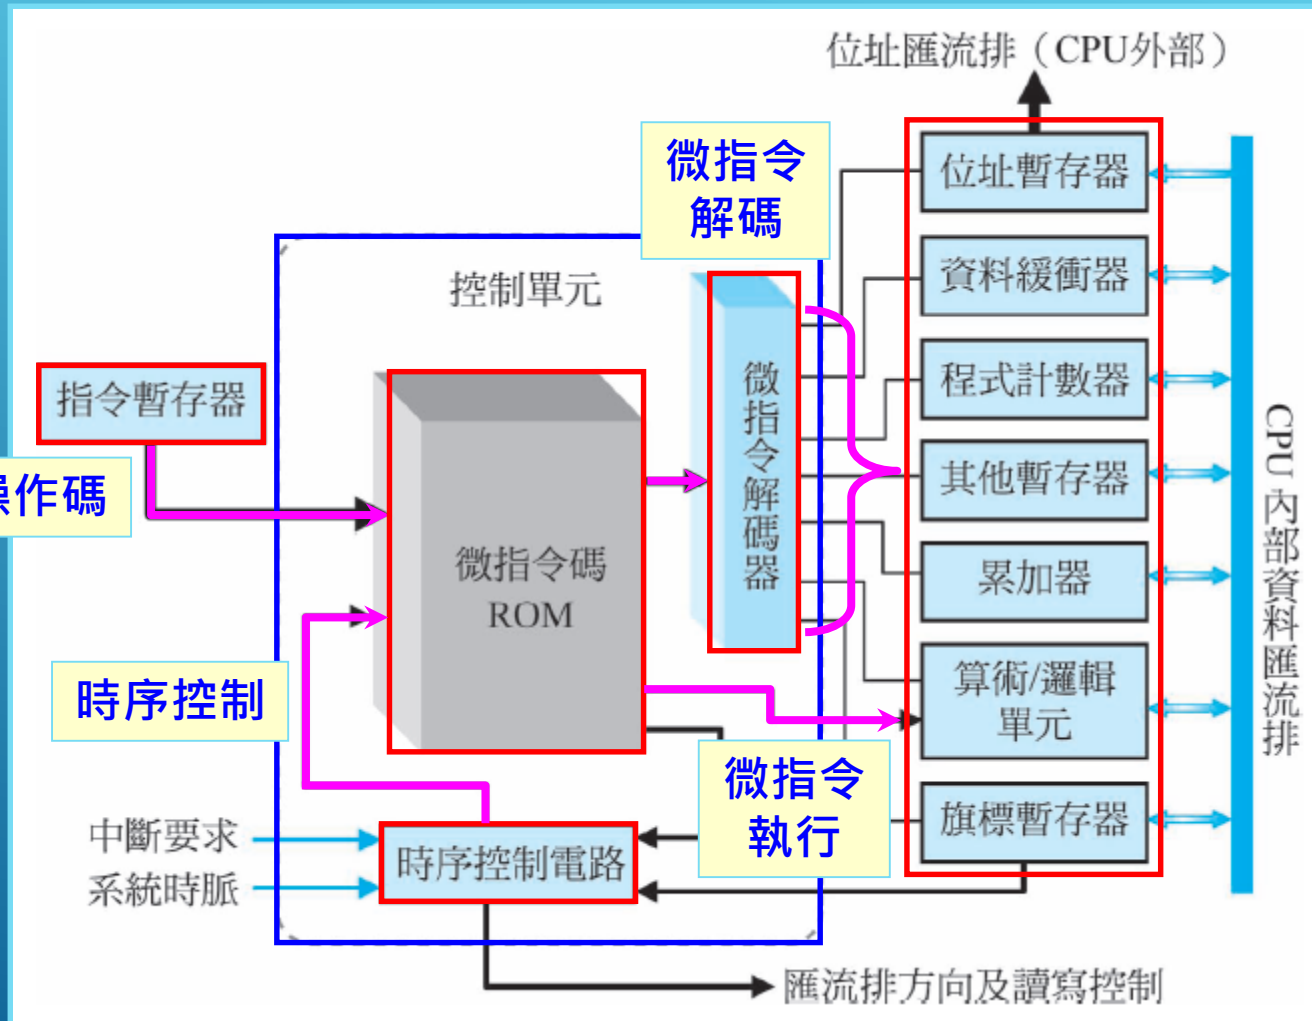 位址匯流排（CPU外部）
微指令
解碼
位址暫存器
控制單元
資料緩衝器
指令暫存器
微指令解碼器
程式計數器
其他暫存器
作碼
微指令碼
ROM
累加器
CPU 內部資料匯流排
時序控制
算術/邏輯
單元
微指令
執行
中斷要求
系統時脈
時序控制電路
旗標暫存器
匯流排方向及讀寫控制